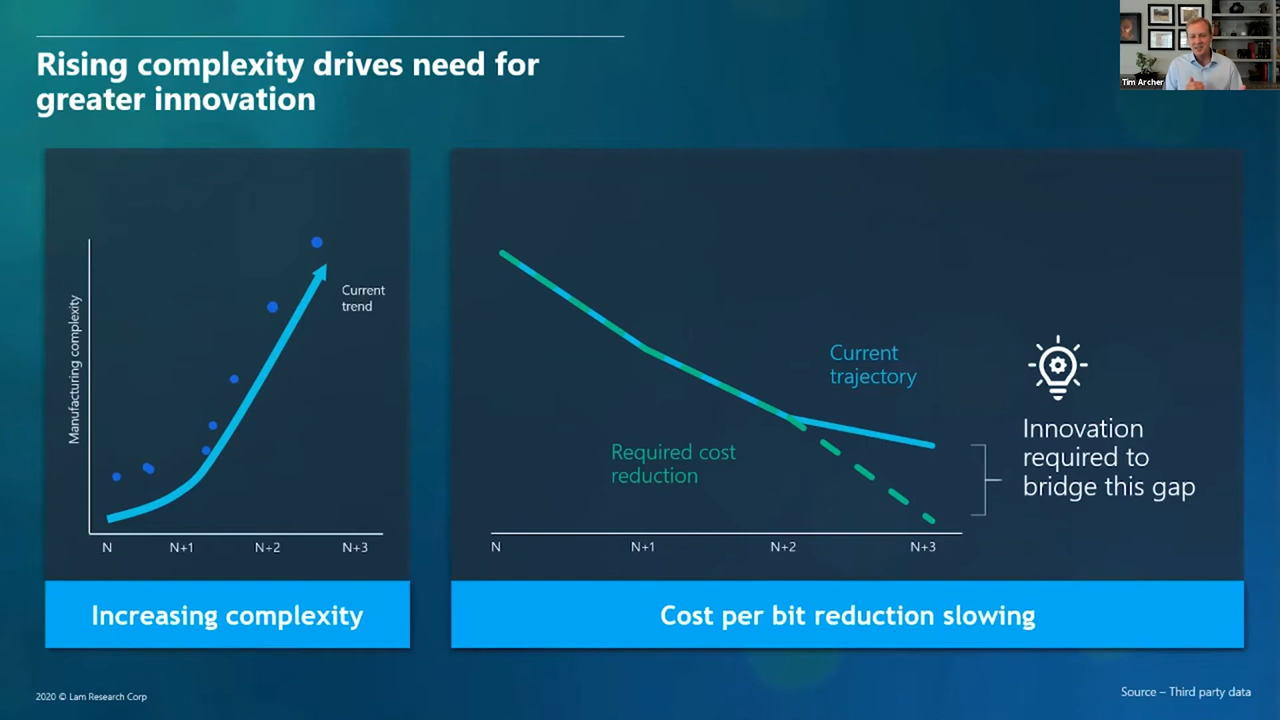 Rising complexity drives need for
greater innovation
Tim Archer
Manufacturing complexity
Current
trend
N
N+1
N+2
N+3
Increasing complexity
Current
trajectory
Required cost
reduction
Innovation
required to
bridge this gap
N
N+1
N+2
N+3
Cost per bit reduction slowing
2020 © Lam Research Corp
Source – Third party data